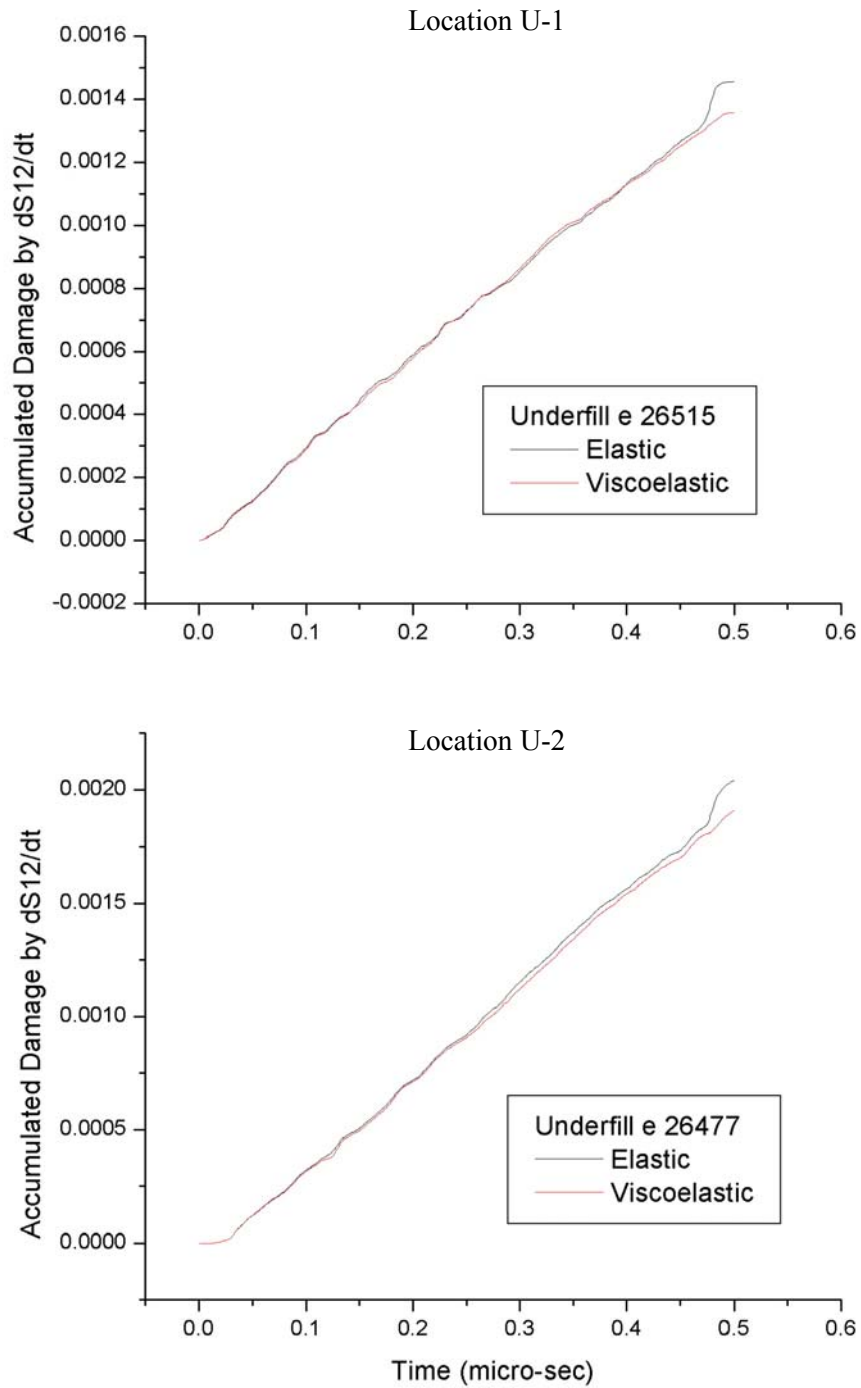 Location U-1
Accumulated Damage by dS12/dt
0.0016
0.0014
0.0012
0.0010
0.0008
0.0006
0.0004
0.0002
0.0000
-0.0002
Underfill e 26515
Elastic
Viscoelastic
0.0 0.1 0.2 0.3 0.4 0.5 0.6
Location U-2
Accumulated Damage by dS12/dt
0.0020
0.0015
0.0010
0.0005
0.0000
Underfill e 26477
Elastic
Viscoelastic
0.0 0.1 0.2 0.3 0.4 0.5 0.6
Time (micro-sec)